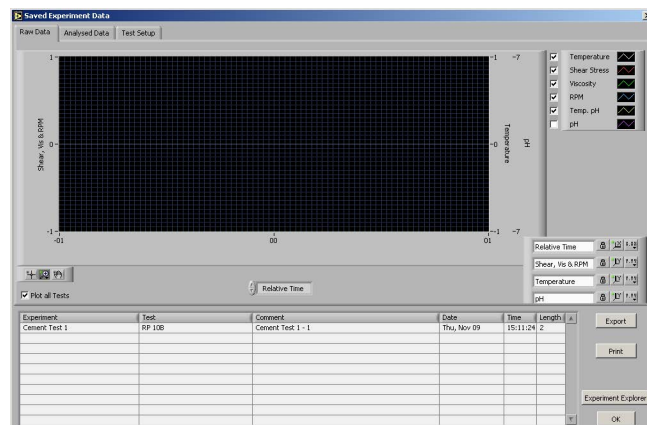 Saved Experiment Data
Raw Data Analysed Data Test Setup
Shear, Vis & RPM
1
0
-1
-01 00 01
1
0
-1
Temperature
-7
pH
-7
Temperature
Shear Stress
Viscosity
RPM
Temp. pH
pH
Relative Time
Shear, Vis & RPM
Temperature
pH
Relative Time
Plot all Tests
Experiment Test Comment Date Time Length
Cement Test 1 RP 10B Cement Test 1 - 1 Thu, Nov 09 15:11:24 2
Export
Print
Experiment Explorer
OK